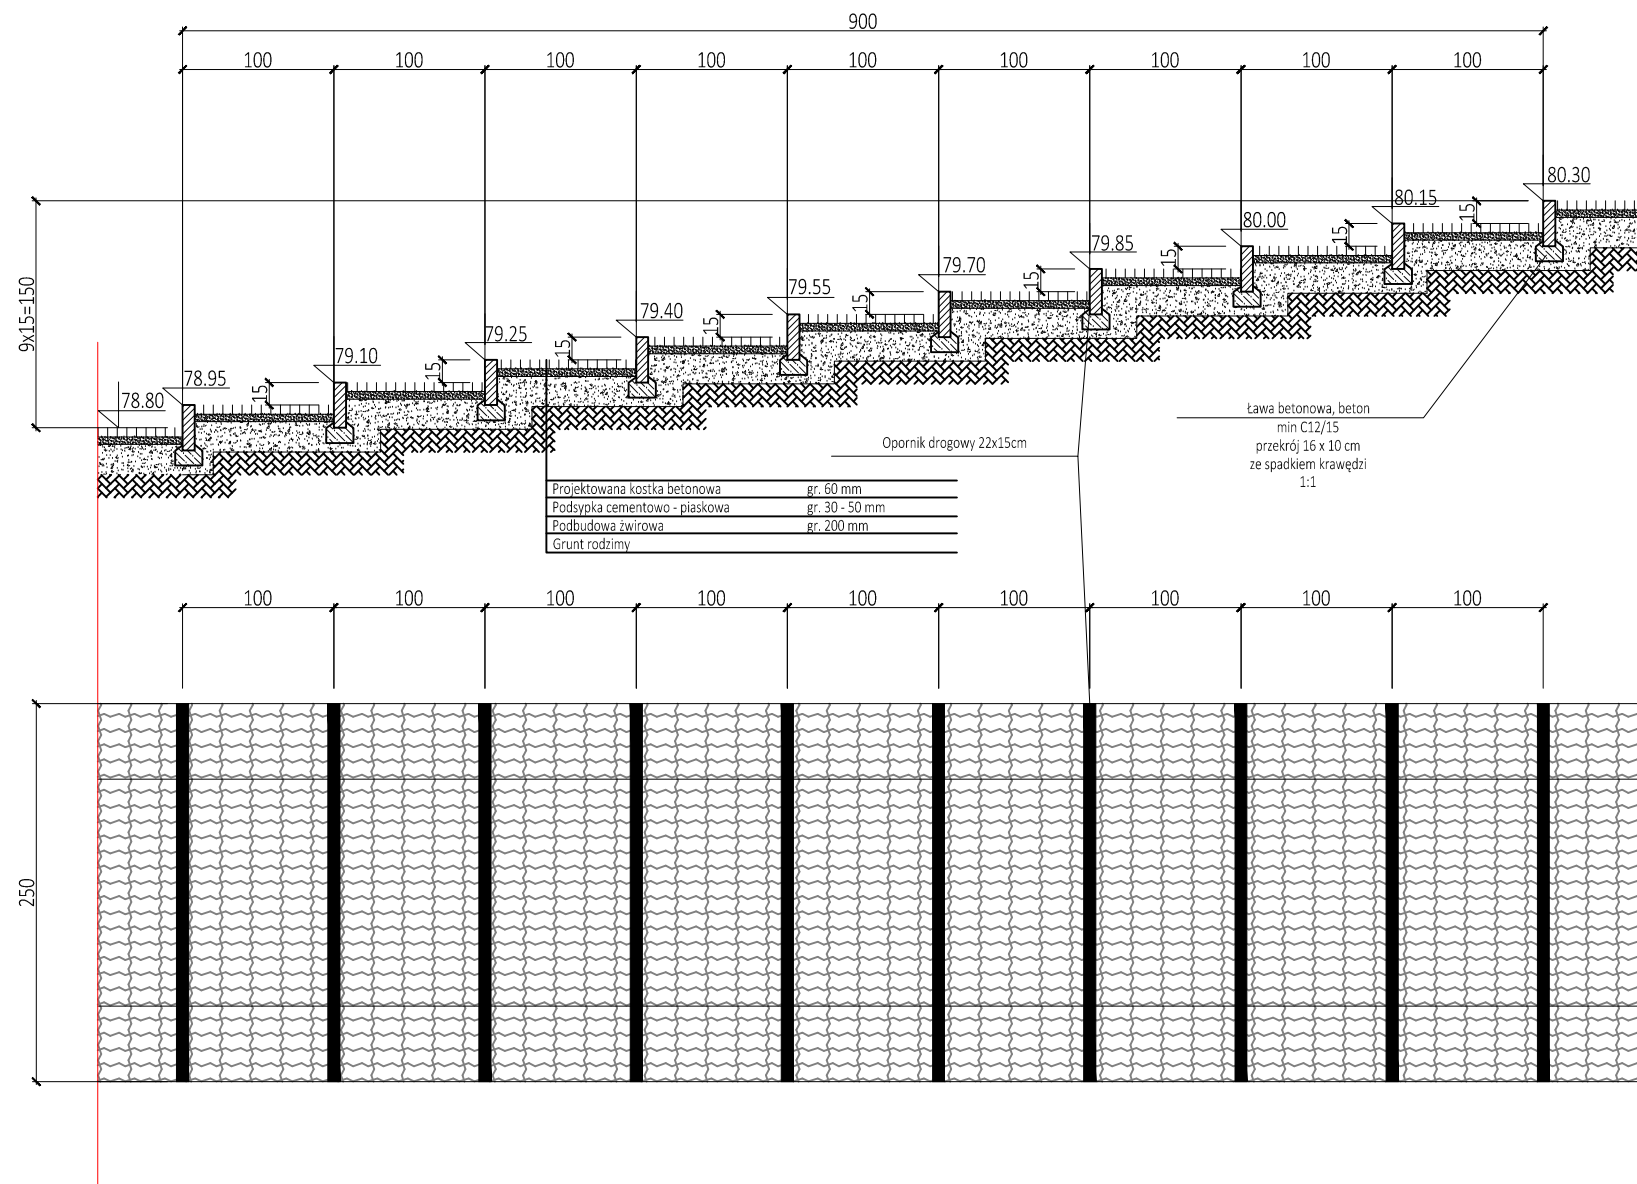 900
100 100 100 100 100 100 100 100 100
80.30
80.15
15
80.00
15
79.85
15
79.70
15
79.55
15
79.40
15
79.25
15
79.10
15
78.95
15
78.80
9x15=150
Ława betonowa, beton
min C12/15
przekrój 16 x 10 cm
ze spadkiem krawędzi
1:1
Opornik drogowy 22x15cm
Projektowana kostka betonowa gr. 60 mm
Podsypka cementowo - piaskowa gr. 30 - 50 mm
Podbudowa żwirowa gr. 200 mm
Grunt rodzimy
100 100 100 100 100 100 100 100 100
250